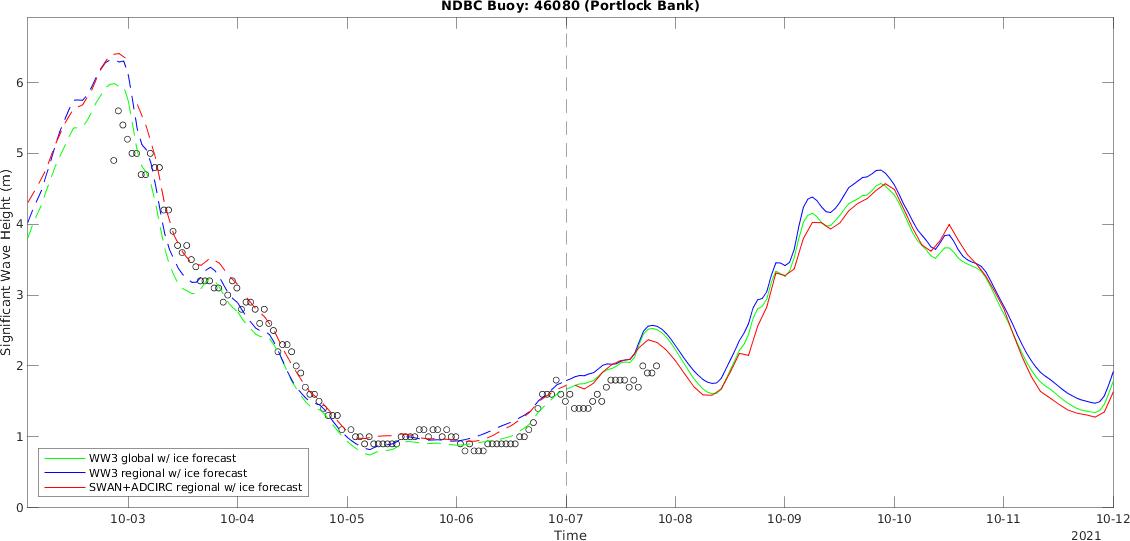 NDBC Buoy: 46080 (Portlock Bank)
Significant Wave Height (m)
6
5
4
3
2
1
0
WW3 global w/ ice forecast
WW3 regional w/ ice forecast
SWAN+ADCIRC regional w/ ice forecast
10-03 10-04 10-05 10-06 10-07 10-08 10-09 10-10 10-11 10-12
Time
2021